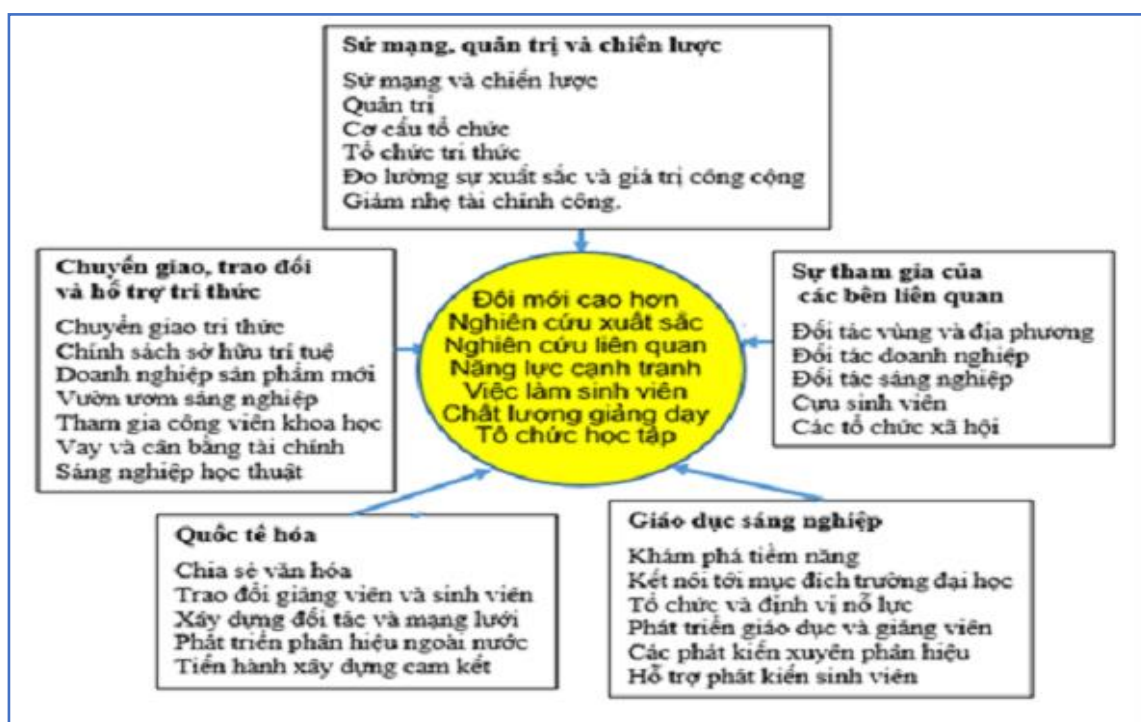 Sứ mạng, quản trị và chiến lược
Sứ mạng và chiến lược
Quản trị
Cơ cấu tổ chức
Tổ chức tri thức
Đo lường sự xuất sắc và giá trị công cộng
Giảm nhẹ tài chính công.
Chuyển giao, trao đổi
và hỗ trợ tri thức
Chuyển giao tri thức
Chính sách sở hữu trí tuệ
Doanh nghiệp sản phẩm mới
Vườn ươm sáng nghiệp
Tham gia công viên khoa học
Vay và cân bằng tài chính
Sáng nghiệp học thuật
Đổi mới cao hơn
Nghiên cứu xuất sắc
Nghiên cứu liên quan
Năng lực cạnh tranh
Việc làm sinh viên
Chất lượng giảng dạy
Tổ chức học tập
Sự tham gia của
các bên liên quan
Đối tác vùng và địa phương
Đối tác doanh nghiệp
Đối tác sáng nghiệp
Cựu sinh viên
Các tổ chức xã hội
Quốc tế hóa
Chia sẻ văn hóa
Trao đổi giảng viên và sinh viên
Xây dựng đối tác và mạng lưới
Phát triển phân hiệu ngoài nước
Tiến hành xây dựng cam kết
Giáo dục sáng nghiệp
Khám phá tiềm năng
Kết nối tới mục đích trường đại học
Tổ chức và định vị nỗ lực
Phát triển giáo dục và giảng viên
Các phát kiến xuyên phân hiệu
Hỗ trợ phát kiến sinh viên